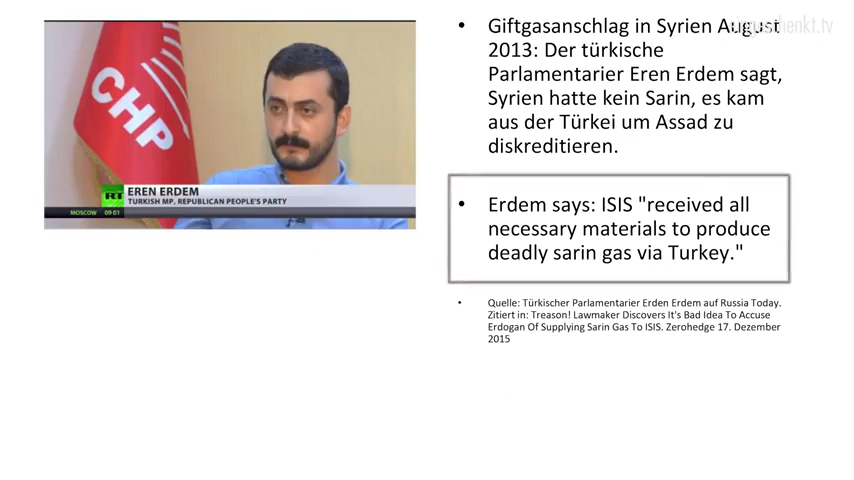 CHP
RT
EREN ERDEM
TURKISH MP, REPUBLICAN PEOPLE'S PARTY
MOSCOW 09:01
• Giftgasanschlag in Syrien August
2013: Der türkische
Parlamentarier Eren Erdem sagt,
Syrien hatte kein Sarin, es kam
aus der Türkei um Assad zu
diskreditieren.
• Erdem says: ISIS "received all
necessary materials to produce
deadly sarin gas via Turkey."
• Quelle: Türkischer Parlamentarier Erden Erdem auf Russia Today.
Zitiert in: Treason! Lawmaker Discovers It's Bad Idea To Accuse
Erdogan Of Supplying Sarin Gas To ISIS. Zerohedge 17. Dezember
2015